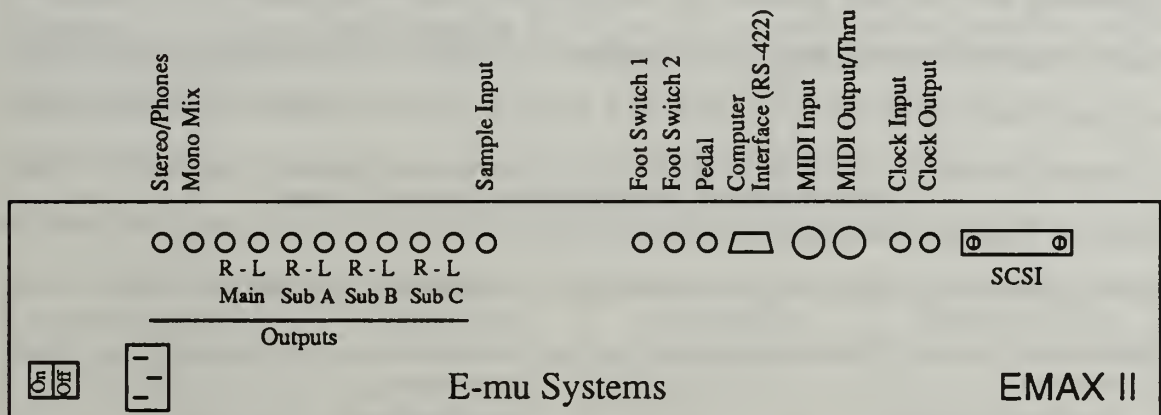 Stereo/Phones
Mono Mix
Sample Input
Foot Switch 1
Foot Switch 2
Pedal
Computer
Interface (RS-422)
MIDI Input
MIDI Output/Thru
Clock Input
Clock Output
R - L R - L R - L R - L
Main Sub A Sub B Sub C
SCSI
Outputs
On
Off
E-mu Systems
EMAX II